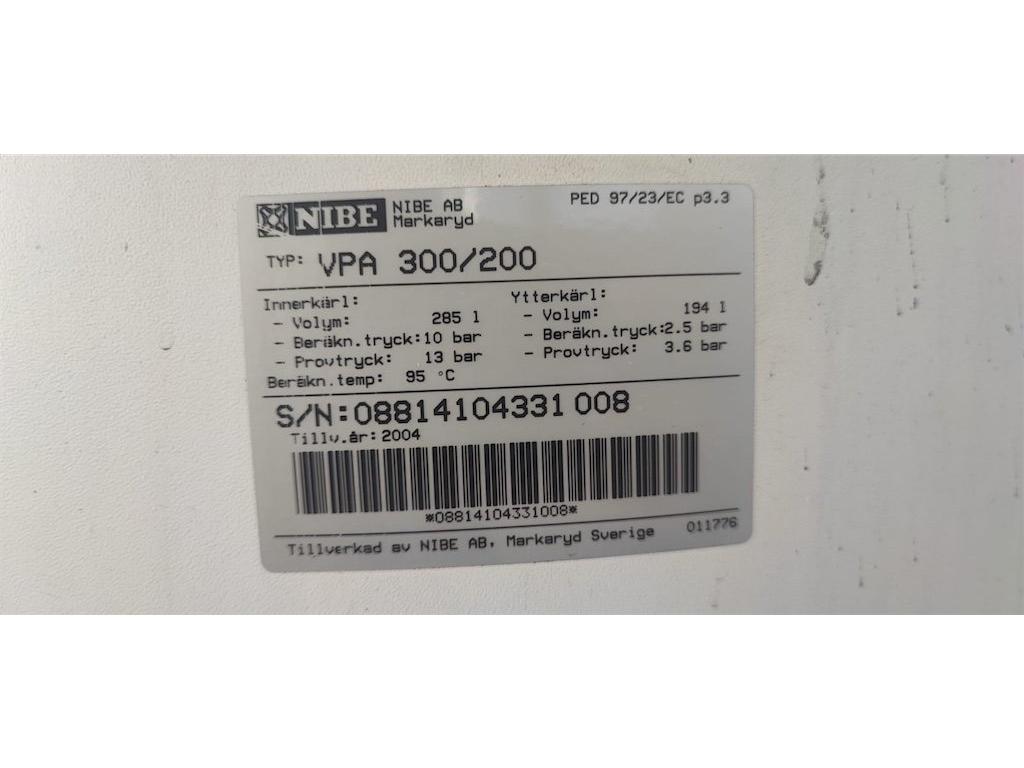 NIBE NIBE AB PED 97/23/EC p3.3
Markaryd
TYP: VPA 300/200
Innerkärl:
- Volym: 285 l
- Beräkn.tryck:10 bar
- Provtryck: 13 bar
Beräkn.temp: 95 °C
Ytterkärl:
- Volym: 194 l
- Beräkn.tryck:2.5 bar
- Provtryck: 3.6 bar
S/N:08814104331008
Tillv.år:2004
*08814104331008*
Tillverkad av NIBE AB, Markaryd Sverige 011776